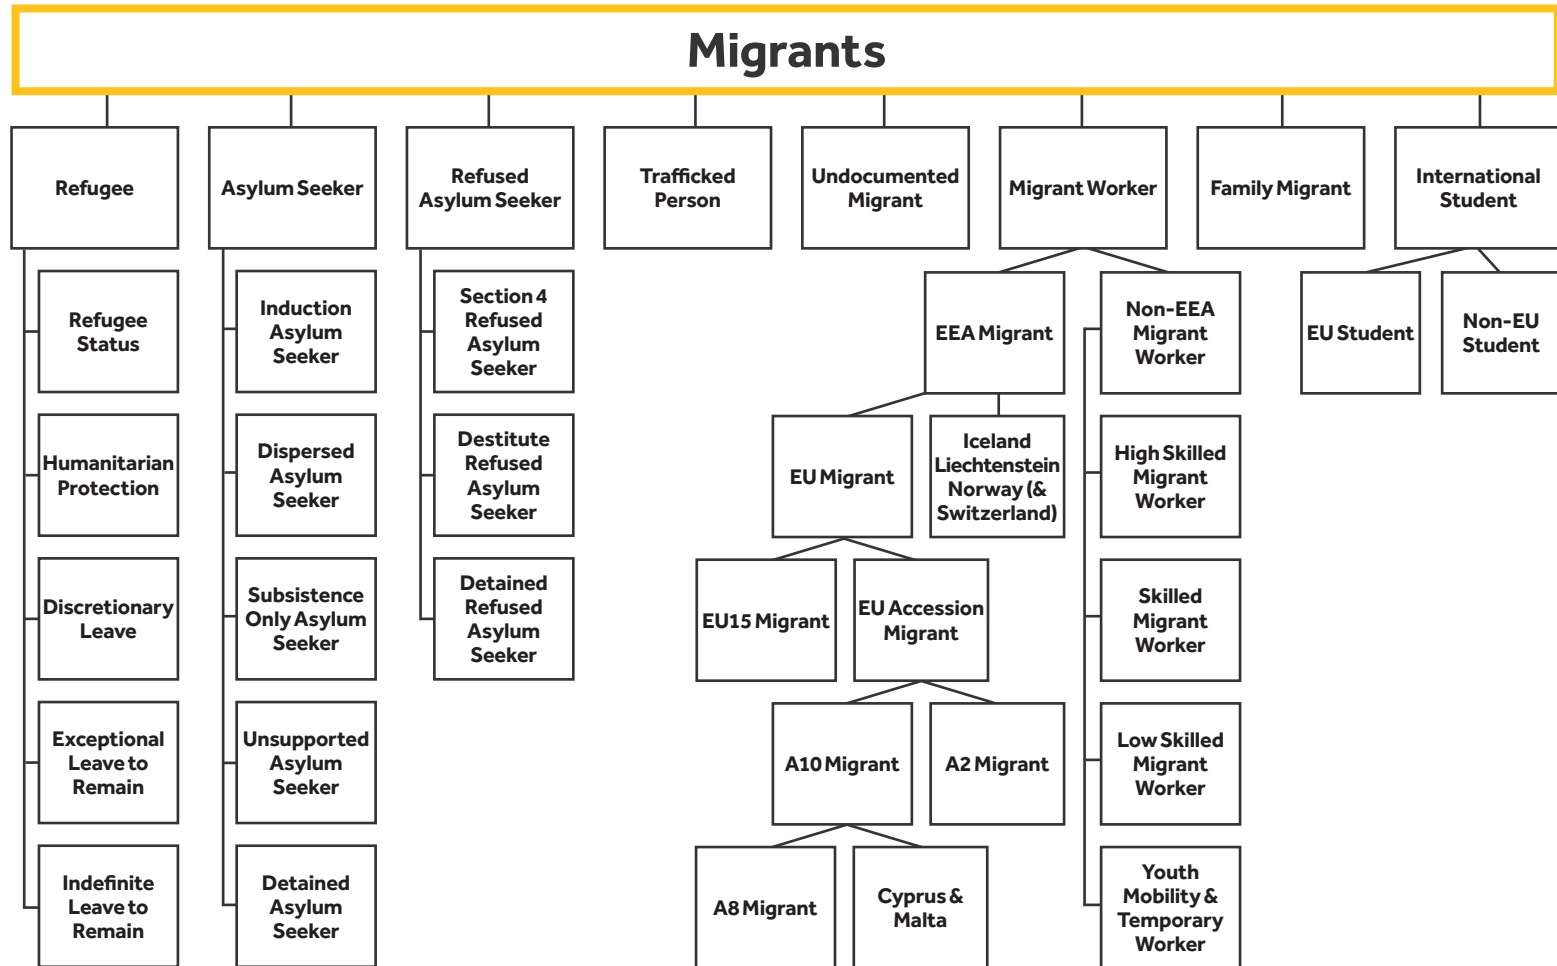 Migrants
Refugee
Asylum Seeker
Refused
Asylum Seeker
Trafficked
Person
Undocumented
Migrant
Migrant Worker
Family Migrant
International
Student
Refugee
Status
Humanitarian
Protection
Discretionary
Leave
Exceptional
Leave to
Remain
Indefinite
Leave to
Remain
Induction
Asylum
Seeker
Dispersed
Asylum
Seeker
Subsistence
Only Asylum
Seeker
Unsupported
Asylum
Seeker
Detained
Asylum
Seeker
Section 4
Refused
Asylum
Seeker
Destitute
Refused
Asylum
Seeker
Detained
Refused
Asylum
Seeker
EEA Migrant
EU Migrant
Iceland
Liechtenstein
Norway (&
Switzerland)
EU15 Migrant
EU Accession
Migrant
A10 Migrant
A2 Migrant
A8 Migrant
Cyprus &
Malta
Non-EEA
Migrant
Worker
High Skilled
Migrant
Worker
Skilled
Migrant
Worker
Low Skilled
Migrant
Worker
Youth
Mobility &
Temporary
Worker
EU Student
Non-EU
Student